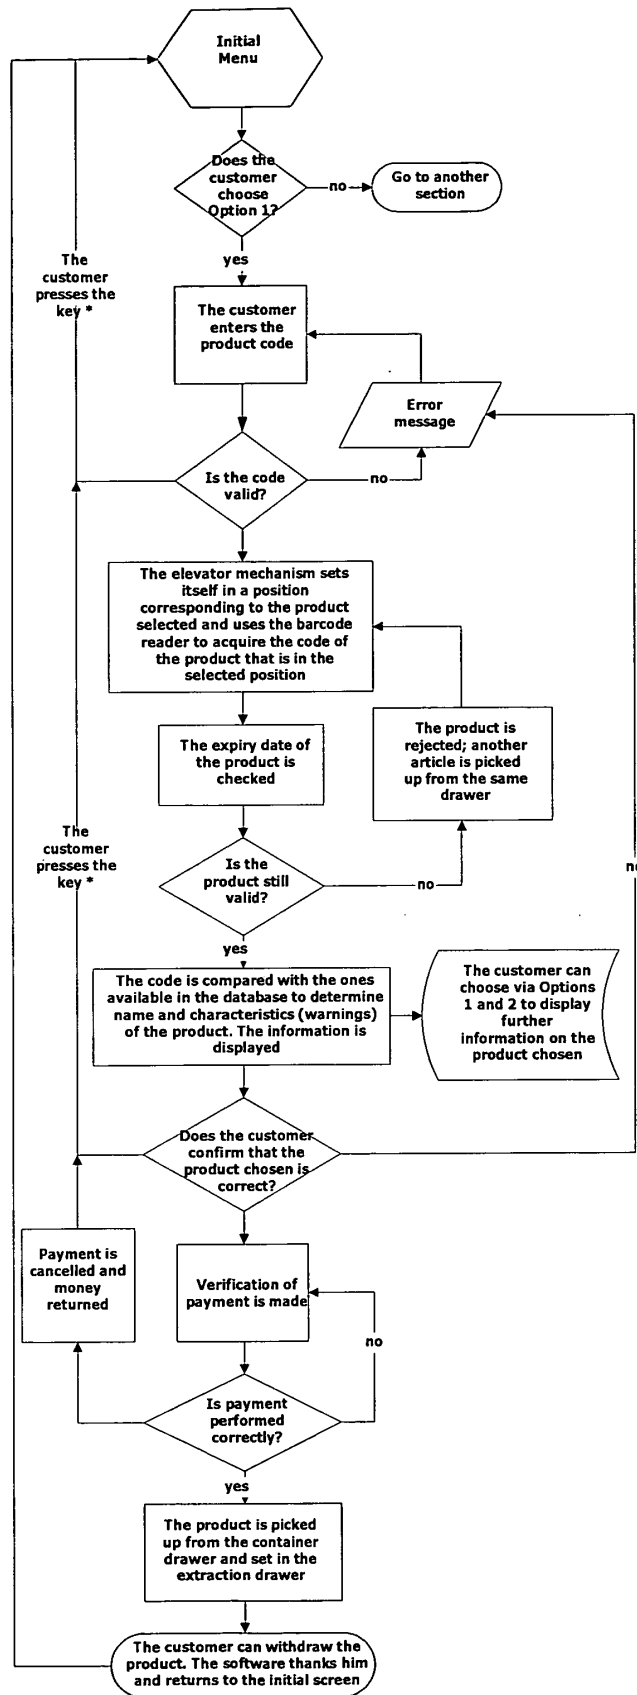 Initial
Menu
Does the
customer
choose
Option 1?
no
Go to another
section
yes
The
customer
presses the
key *
The customer
enters the
product code
Error
message
Is the code
valid?
no
The elevator mechanism sets
itself in a position
corresponding to the product
selected and uses the barcode
reader to acquire the code of
the product that is in the
selected position
The expiry date of
the product is
checked
The product is
rejected; another
article is picked
up from the same
drawer
The
customer
presses the
key *
Is the
product still
valid?
no
yes
The code is compared with the ones
available in the database to determine
name and characteristics (warnings)
of the product. The information is
displayed
The customer can
choose via Options
1 and 2 to display
further
information on the
product chosen
Does the customer
confirm that the
product chosen is
correct?
Payment is
cancelled and
money
returned
Verification of
payment is made
no
Is payment
performed
correctly?
yes
The product is picked
up from the container
drawer and set in the
extraction drawer
The customer can withdraw the
product. The software thanks him
and returns to the initial screen